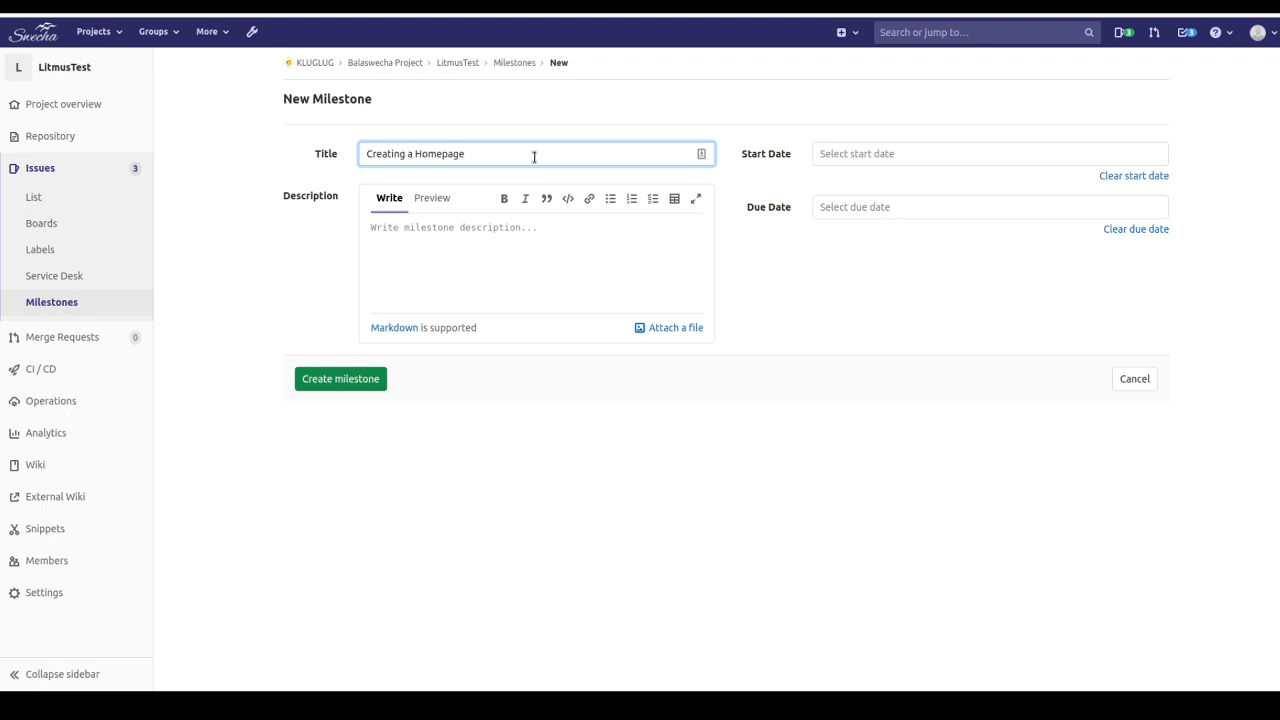 Swecha Projects Groups More Search or jump to... 3 3
L LitmusTest
KLUGLUG › Balaswecha Project › LitmusTest › Milestones › New
Project overview
Repository
Issues 3
List
Boards
Labels
Service Desk
Milestones
Merge Requests 0
CI / CD
Operations
Analytics
Wiki
External Wiki
Snippets
Members
Settings
Collapse sidebar
New Milestone
Title Creating a Homepage
Description Write Preview
Write milestone description...
Markdown is supported Attach a file
Start Date Select start date
Clear start date
Due Date Select due date
Clear due date
Create milestone Cancel